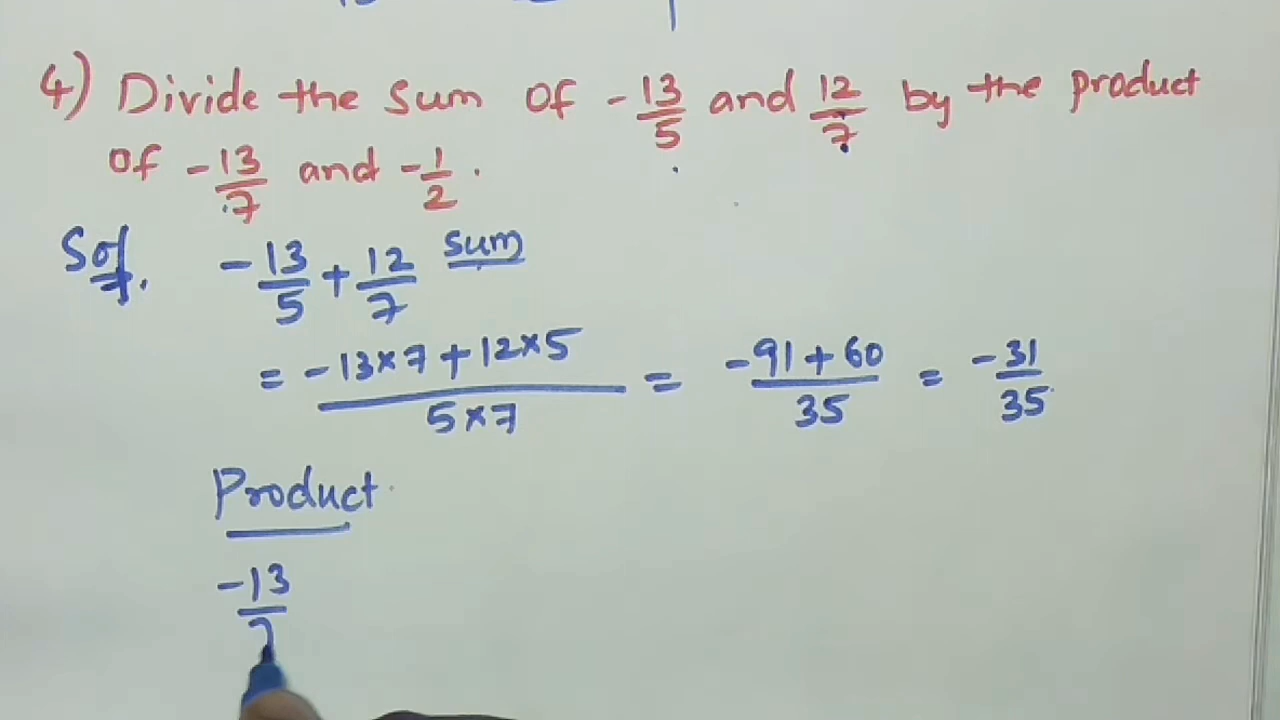 4) Divide the sum of -13/5 and 12/7 by the product
of -13/7 and -1/2.
Sol. -13/5 + 12/7 Sum
= -13×7+12×5 / 5×7 = -91+60 / 35 = -31/35
Product
-13/7